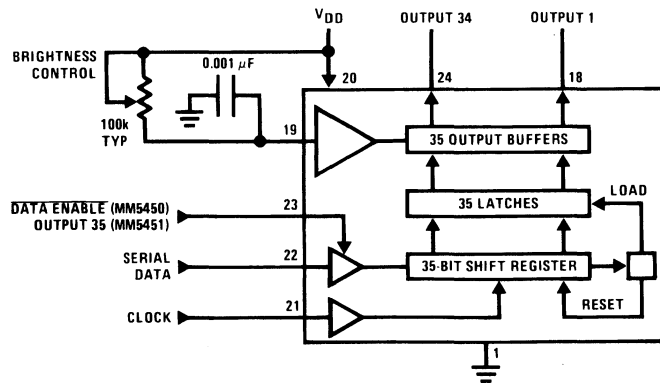 VDD
OUTPUT 34
OUTPUT 1
BRIGHTNESS
CONTROL
0.001 μF
20
24
18
100k
TYP
19
35 OUTPUT BUFFERS
DATA ENABLE (MM5450)
OUTPUT 35 (MM5451)
23
35 LATCHES
LOAD
SERIAL
DATA
22
35-BIT SHIFT REGISTER
CLOCK
21
RESET
1